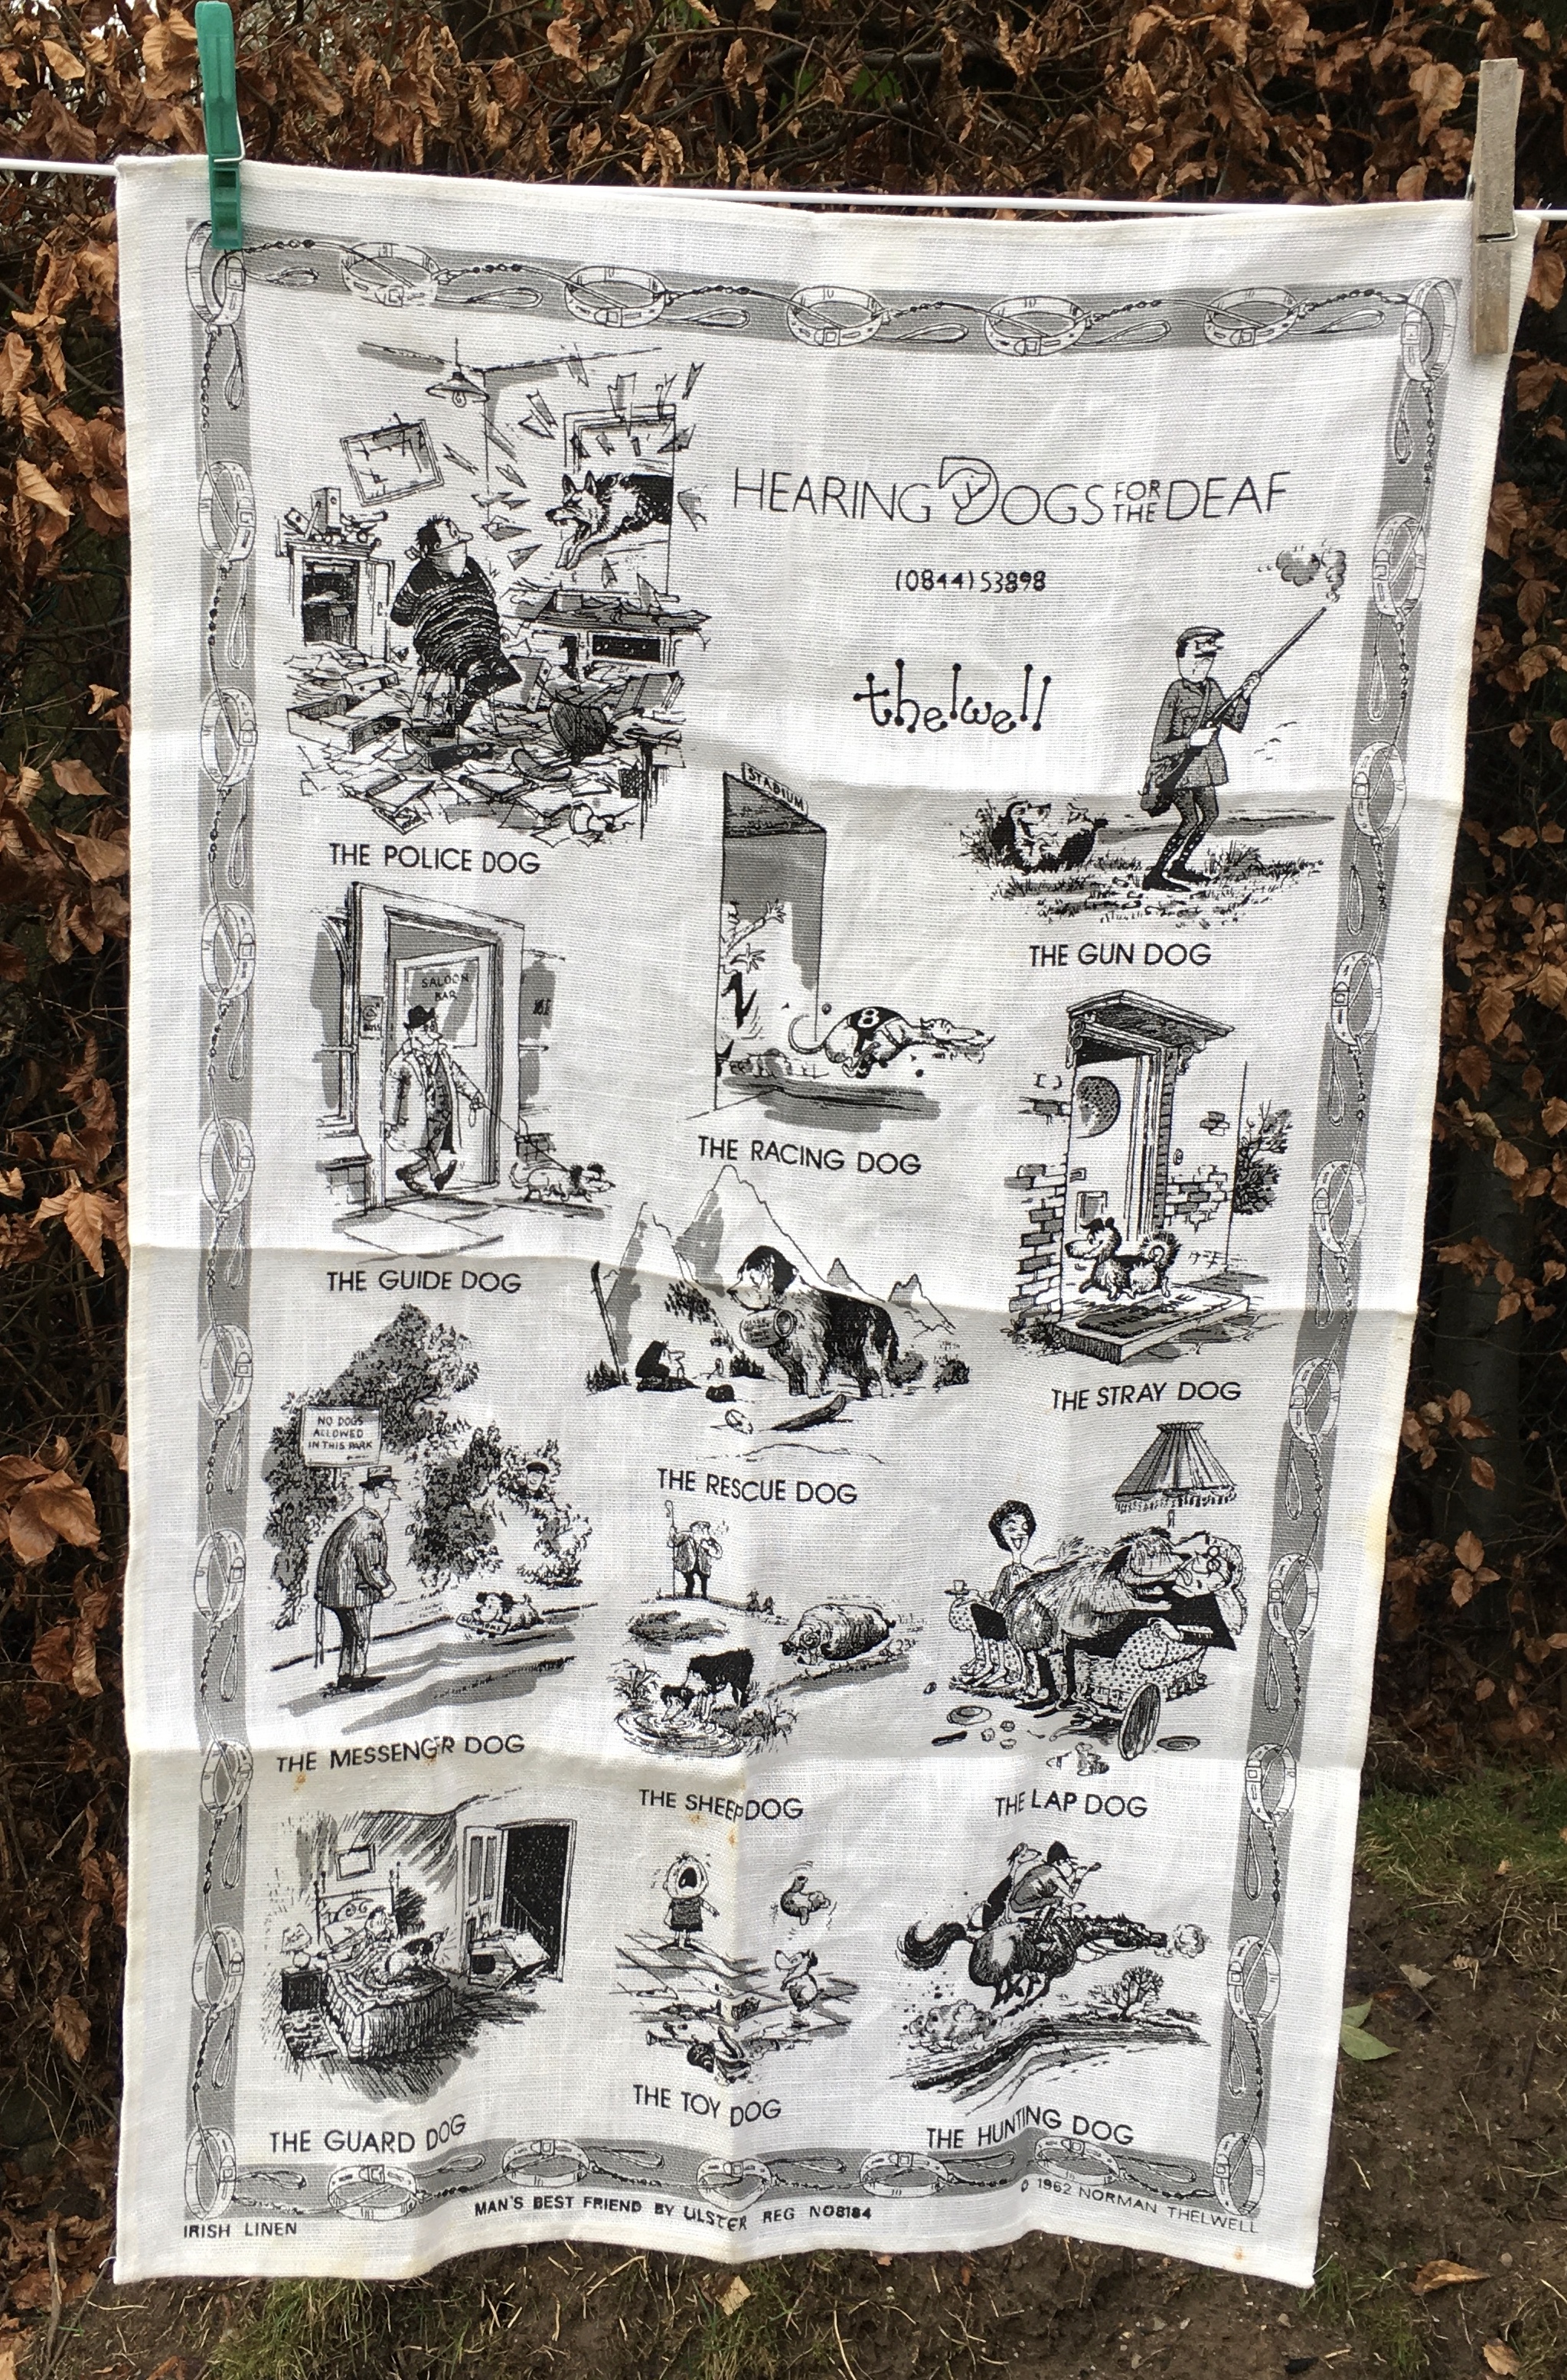 HEARING DOGS FOR THE DEAF
(0844) 53898
thelwell
THE POLICE DOG
STADIUM
THE GUN DOG
SALOON
BAR
8
THE RACING DOG
THE GUIDE DOG
THE STRAY DOG
NO DOGS
ALLOWED
IN THIS PARK
THE RESCUE DOG
THE MESSENGER DOG
THE SHEEPDOG
THE LAP DOG
THE GUARD DOG
THE TOY DOG
THE HUNTING DOG
IRISH LINEN
MAN'S BEST FRIEND BY ULSTER REG NO8184
© 1962 NORMAN THELWELL